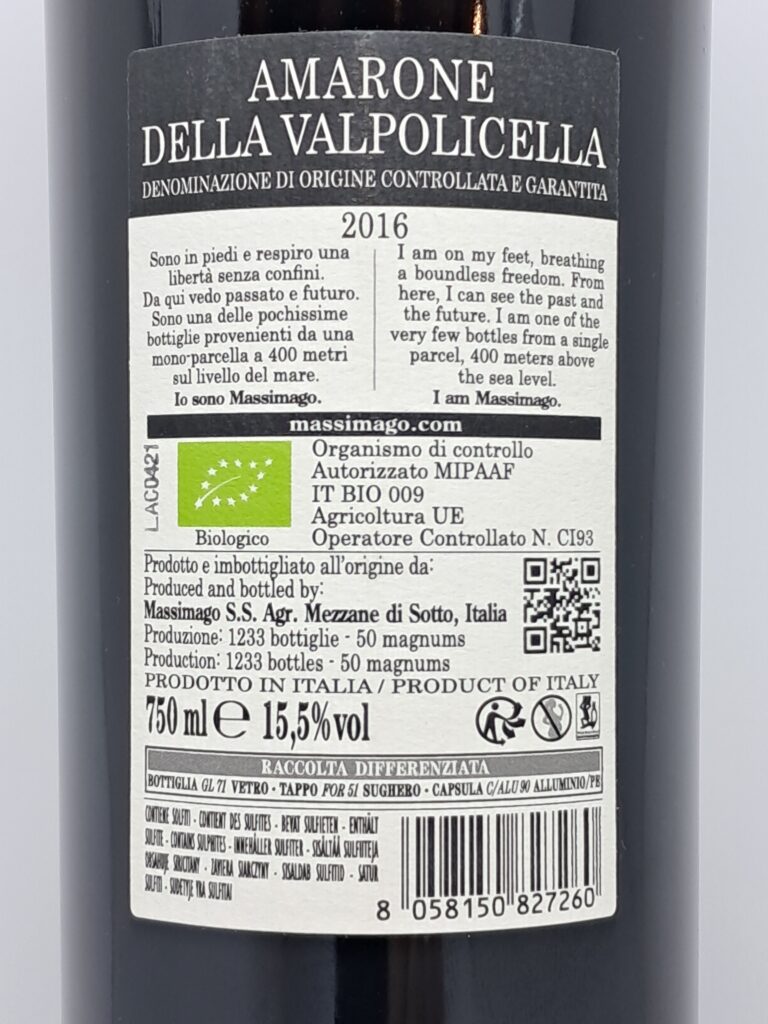 AMARONE
DELLA VALPOLICELLA
DENOMINAZIONE DI ORIGINE CONTROLLATA E GARANTITA
2016
Sono in piedi e respiro una
libertà senza confini.
Da qui vedo passato e futuro.
Sono una delle pochissime
bottiglie provenienti da una
mono-parcella a 400 metri
sul livello del mare.
Io sono Massimago.
I am on my feet, breathing
a boundless freedom. From
here, I can see the past and
the future. I am one of the
very few bottles from a single
parcel, 400 meters above
the sea level.
I am Massimago.
massimago.com
LAC0421
Biologico
Organismo di controllo
Autorizzato MIPAAF
IT BIO 009
Agricoltura UE
Operatore Controllato N. CI93
Prodotto e imbottigliato all'origine da:
Produced and bottled by:
Massimago S.S. Agr. Mezzane di Sotto, Italia
Produzione: 1233 bottiglie - 50 magnums
Production: 1233 bottles - 50 magnums
PRODOTTO IN ITALIA / PRODUCT OF ITALY
750 ml e 15,5% vol
RACCOLTA DIFFERENZIATA
BOTTIGLIA GL 71 VETRO · TAPPO FOR 51 SUGHERO · CAPSULA C/ALU 90 ALLUMINIO/PE
CONTIENE SOLFITI - CONTIENT DES SULFITES - BEVAT SULFIETEN - ENTHÄLT
SULFITE - CONTAINS SULPHITES - INNEHÅLLER SULFITER - SISÄLTÄÄ SULFIITTEJA
SIARCZYNY - SISALDAB SULFITID - SATUR
8 058150 827260